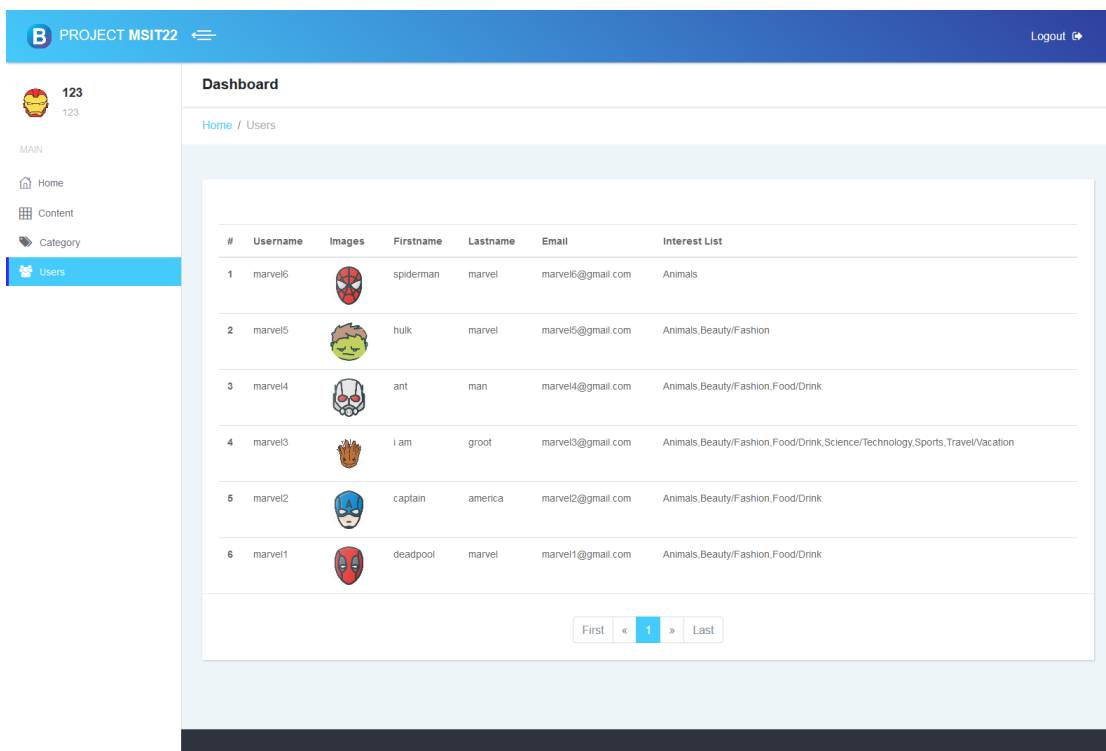 B PROJECT MSIT22 Logout
123
123
MAIN
Home
Content
Category
Users
Dashboard
Home / Users
# Username Images Firstname Lastname Email Interest List
1 marvel6 spiderman marvel marvel6@gmail.com Animals
2 marvel5 hulk marvel marvel5@gmail.com Animals,Beauty/Fashion
3 marvel4 ant man marvel4@gmail.com Animals,Beauty/Fashion,Food/Drink
4 marvel3 i am groot marvel3@gmail.com Animals,Beauty/Fashion,Food/Drink,Science/Technology,Sports,Travel/Vacation
5 marvel2 captain america marvel2@gmail.com Animals,Beauty/Fashion,Food/Drink
6 marvel1 deadpool marvel marvel1@gmail.com Animals,Beauty/Fashion,Food/Drink
First « 1 » Last